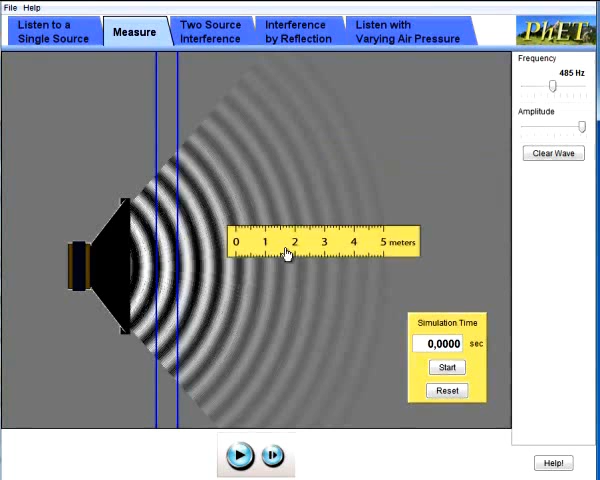 File Help
Listen to a
Single Source
Measure
Two Source
Interference
Interference
by Reflection
Listen with
Varying Air Pressure
PhET
Frequency
485 Hz
Amplitude
Clear Wave
0 1 2 3 4 5 meters
Simulation Time
0,0000 sec
Start
Reset
Help!